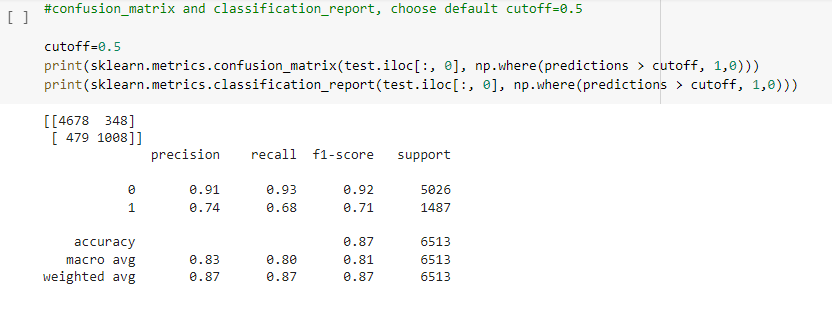 [ ] #confusion_matrix and classification_report, choose default cutoff=0.5
cutoff=0.5
print(sklearn.metrics.confusion_matrix(test.iloc[:, 0], np.where(predictions > cutoff, 1,0)))
print(sklearn.metrics.classification_report(test.iloc[:, 0], np.where(predictions > cutoff, 1,0)))
[[4678 348]
[ 479 1008]]
precision recall f1-score support
0 0.91 0.93 0.92 5026
1 0.74 0.68 0.71 1487
accuracy 0.87 6513
macro avg 0.83 0.80 0.81 6513
weighted avg 0.87 0.87 0.87 6513